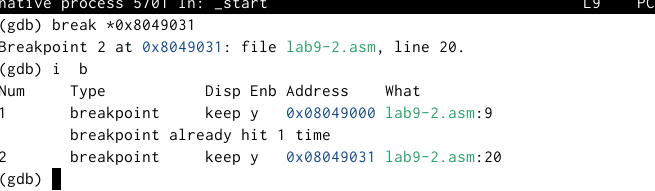 native process 5701 In: _start L9 PC
(gdb) break *0x8049031
Breakpoint 2 at 0x8049031: file lab9-2.asm, line 20.
(gdb) i b
Num Type Disp Enb Address What
1 breakpoint keep y 0x08049000 lab9-2.asm:9
breakpoint already hit 1 time
2 breakpoint keep y 0x08049031 lab9-2.asm:20
(gdb)